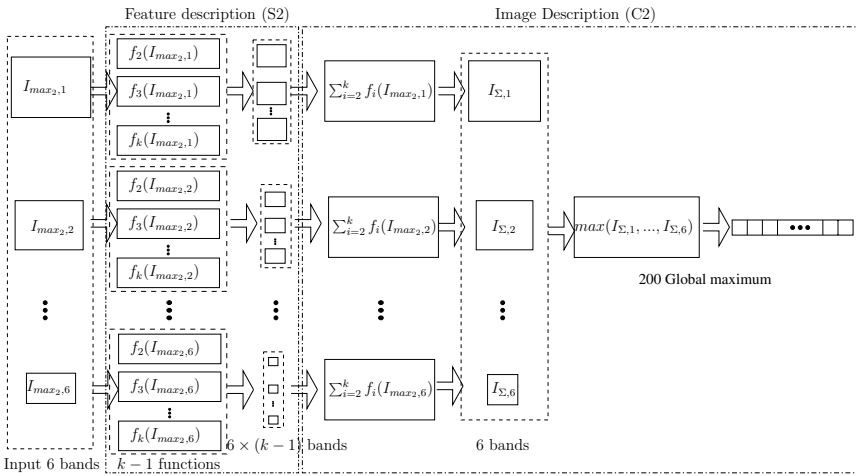 Feature description (S2)
Image Description (C2)
I_{max_2,1}
f_2(I_{max_2,1})
f_3(I_{max_2,1})
f_k(I_{max_2,1})
\sum_{i=2}^{k} f_i(I_{max_2,1})
I_{\Sigma,1}
I_{max_2,2}
f_2(I_{max_2,2})
f_3(I_{max_2,2})
f_k(I_{max_2,2})
\sum_{i=2}^{k} f_i(I_{max_2,2})
I_{\Sigma,2}
max(I_{\Sigma,1}, ..., I_{\Sigma,6})
200 Global maximum
I_{max_2,6}
f_2(I_{max_2,6})
f_3(I_{max_2,6})
f_k(I_{max_2,6})
\sum_{i=2}^{k} f_i(I_{max_2,6})
I_{\Sigma,6}
6 × (k − 1) bands
6 bands
Input 6 bands
k − 1 functions